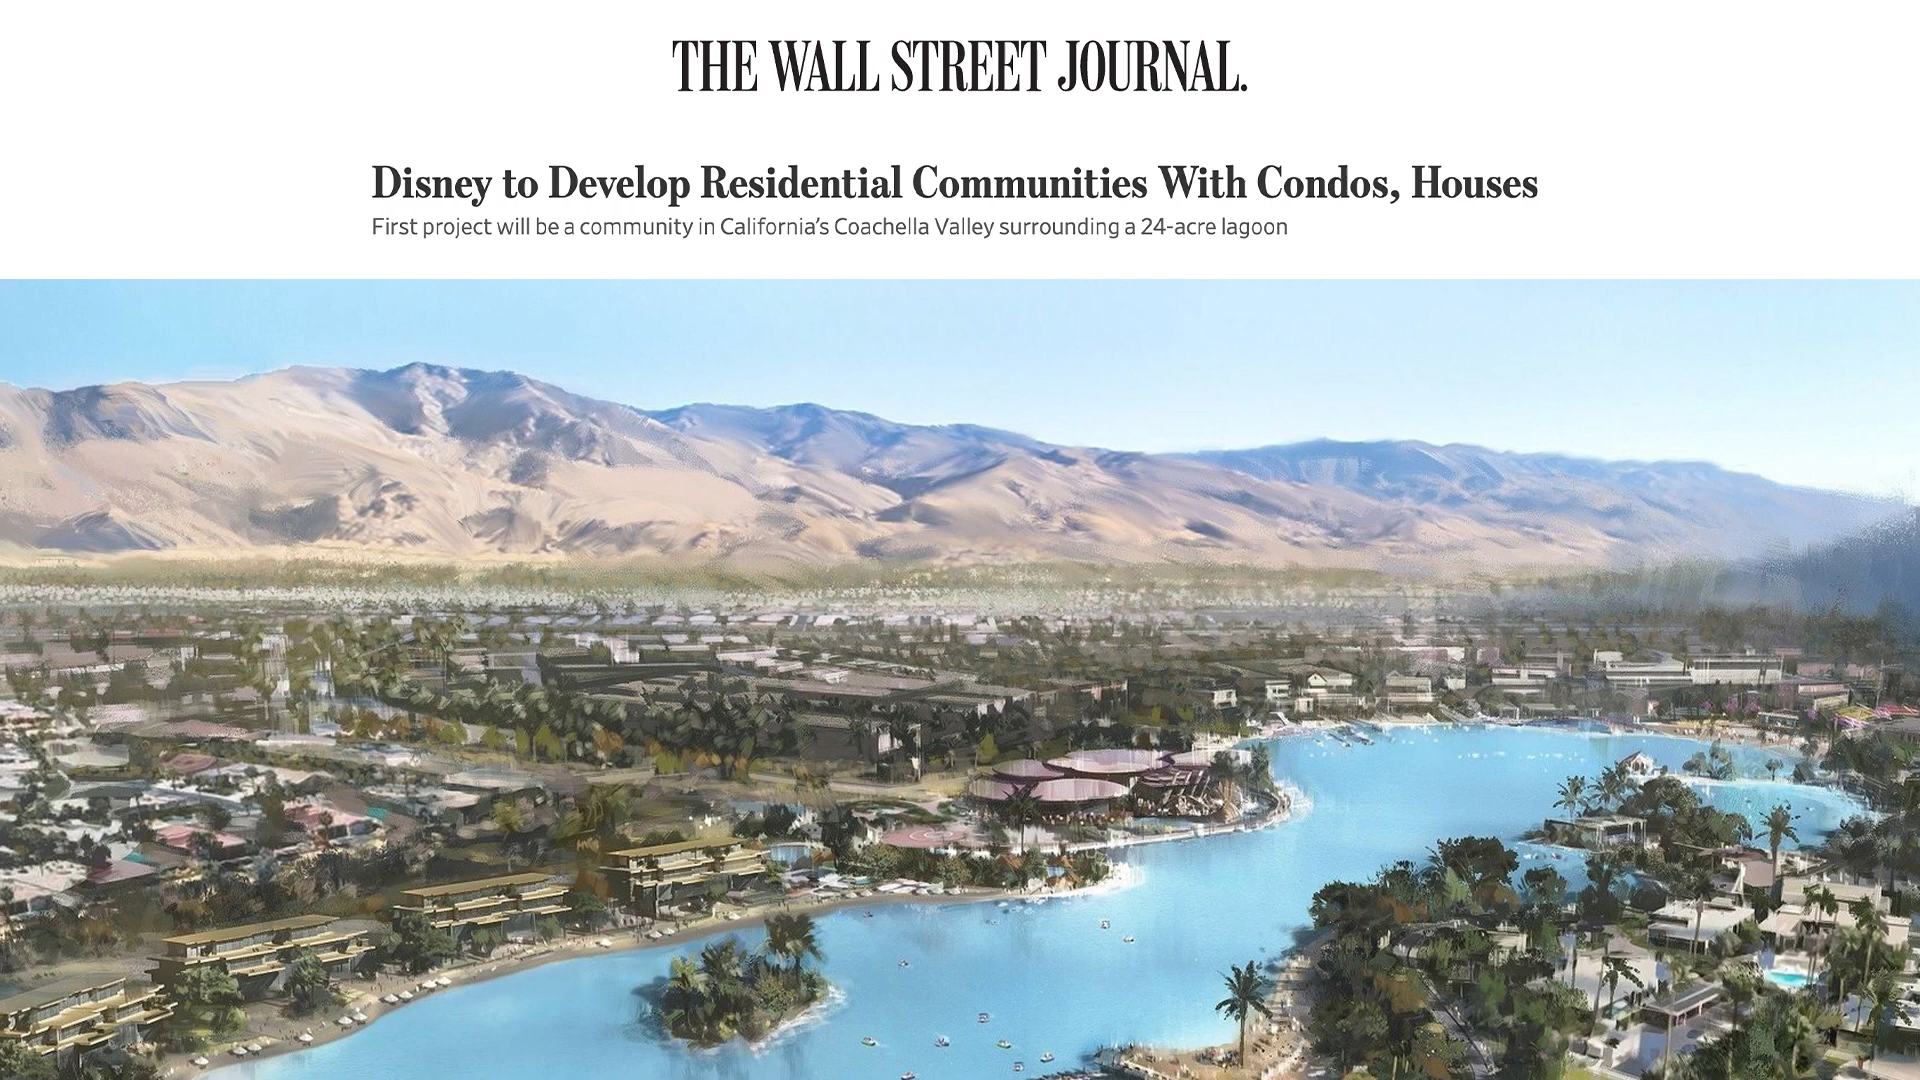 THE WALL STREET JOURNAL.
Disney to Develop Residential Communities With Condos, Houses
First project will be a community in California’s Coachella Valley surrounding a 24-acre lagoon